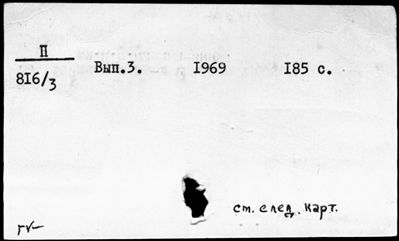 П
816/3 Вып.3. 1969 185 с.
см. след. карт.